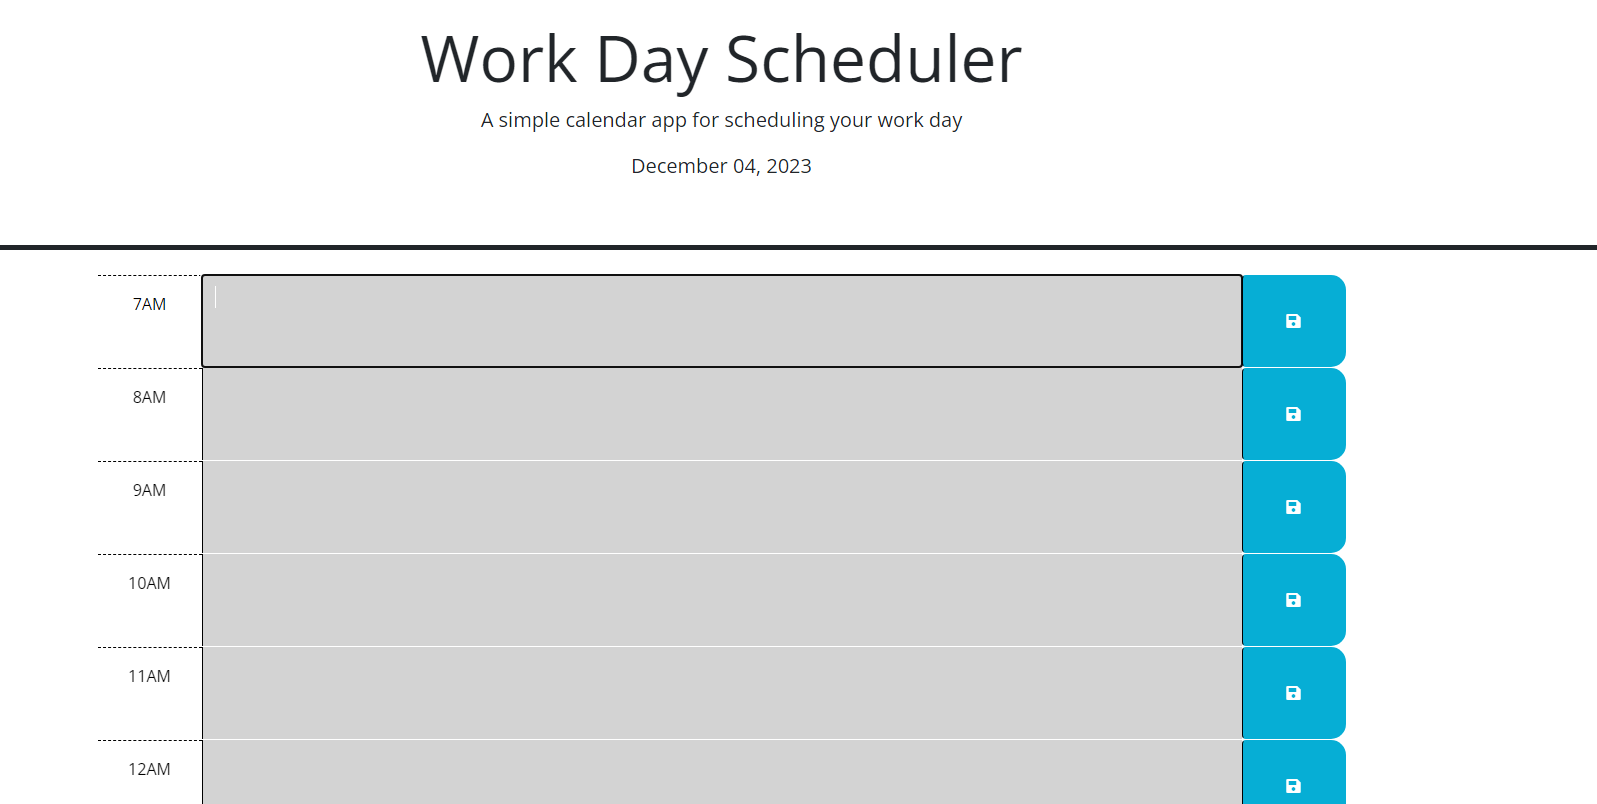 Work Day Scheduler
A simple calendar app for scheduling your work day
December 04, 2023
7AM
8AM
9AM
10AM
11AM
12AM